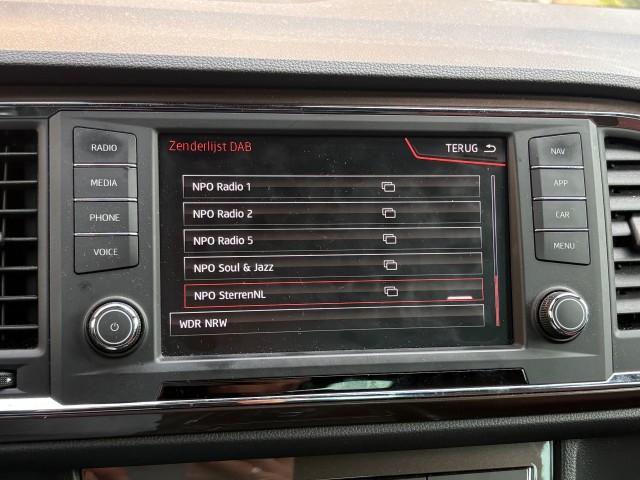 Zenderlijst DAB
TERUG
RADIO
MEDIA
PHONE
VOICE
NPO Radio 1
NPO Radio 2
NPO Radio 5
NPO Soul & Jazz
NPO SterrenNL
WDR NRW
NAV
APP
CAR
MENU